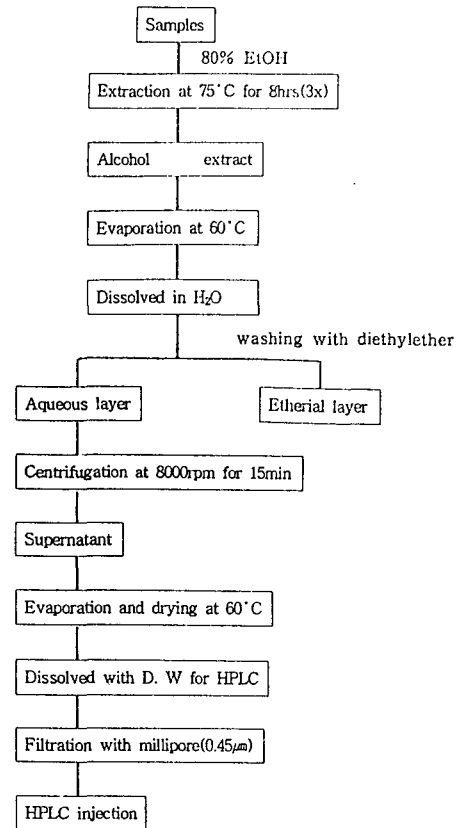 Samples
80% EtOH
Extraction at 75°C for 8hrs(3x)
Alcohol extract
Evaporation at 60°C
Dissolved in H₂O
washing with diethylether
Aqueous layer
Etherial layer
Centrifugation at 8000rpm for 15min
Supernatant
Evaporation and drying at 60°C
Dissolved with D. W for HPLC
Filtration with millipore(0.45μm)
HPLC injection